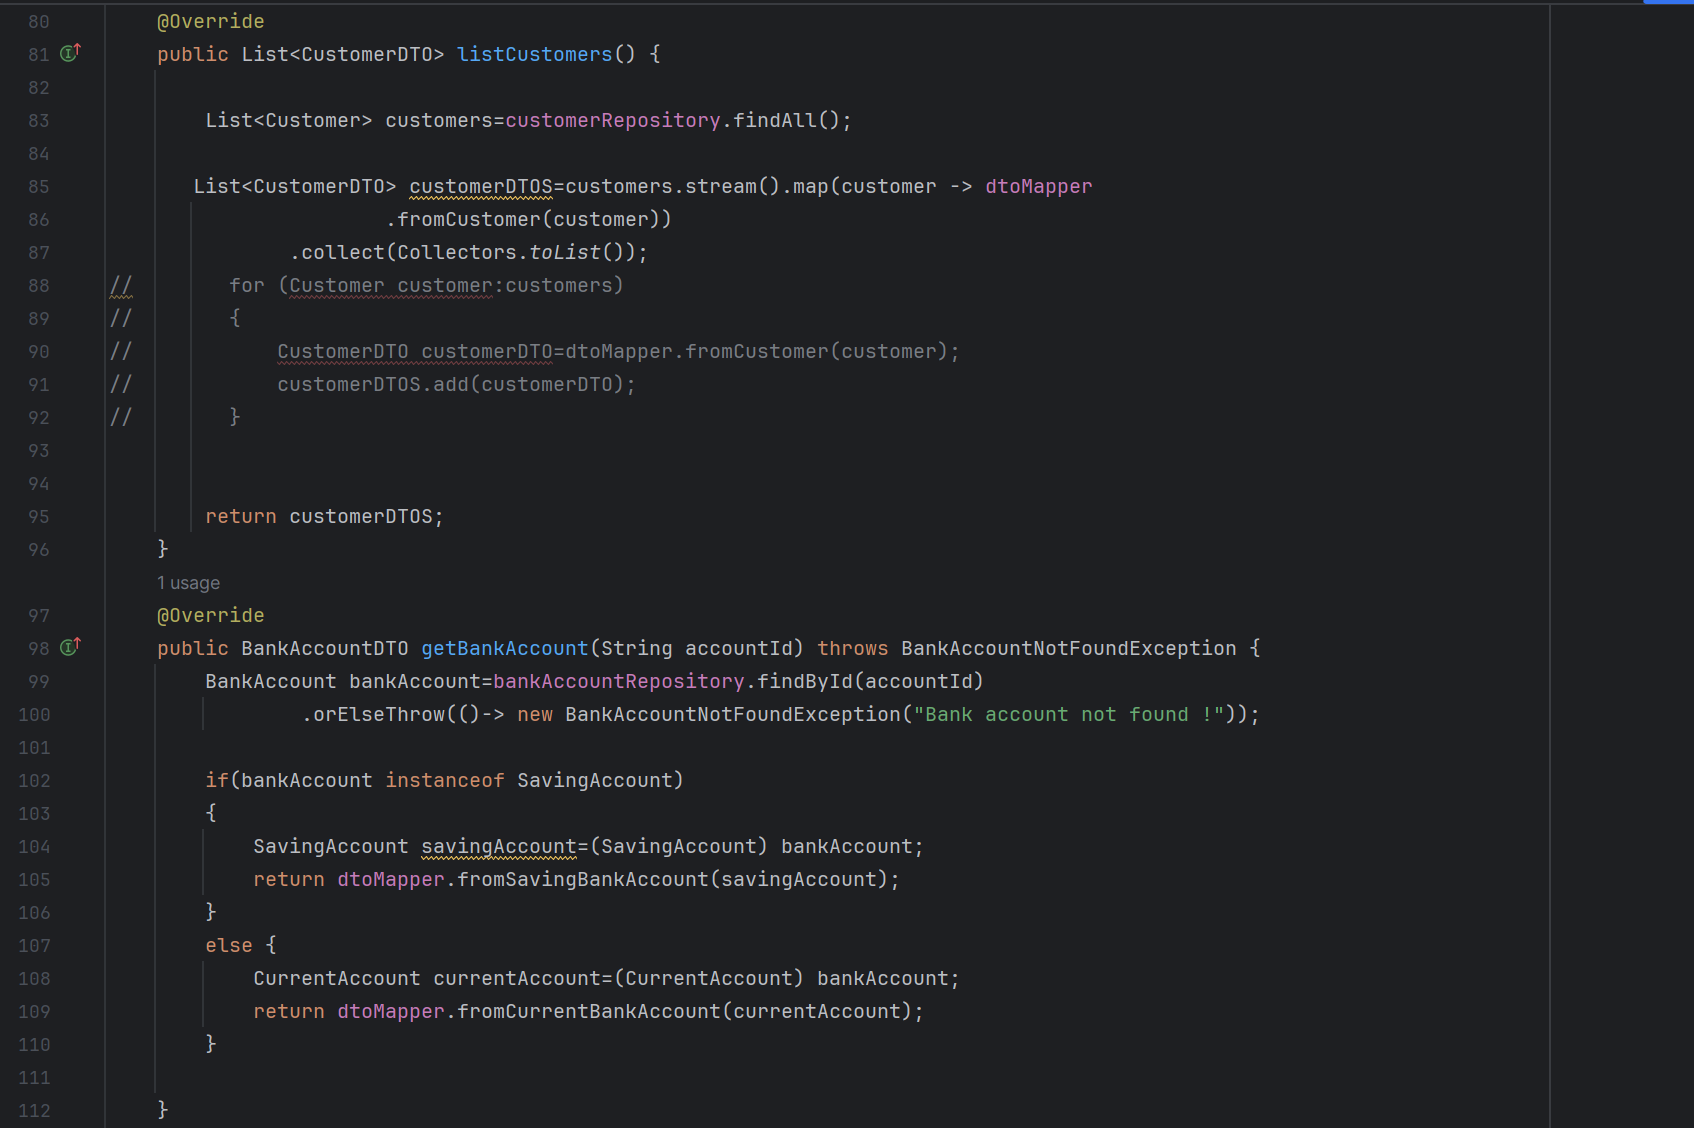 80 @Override
81 public List<CustomerDTO> listCustomers() {
82
83 List<Customer> customers=customerRepository.findAll();
84
85 List<CustomerDTO> customerDTOS=customers.stream().map(customer -> dtoMapper
86 .fromCustomer(customer))
87 .collect(Collectors.toList());
88 // for (Customer customer:customers)
89 // {
90 // CustomerDTO customerDTO=dtoMapper.fromCustomer(customer);
91 // customerDTOS.add(customerDTO);
92 // }
93
94
95 return customerDTOS;
96 }
1 usage
97 @Override
98 public BankAccountDTO getBankAccount(String accountId) throws BankAccountNotFoundException {
99 BankAccount bankAccount=bankAccountRepository.findById(accountId)
100 .orElseThrow(()-> new BankAccountNotFoundException("Bank account not found !"));
101
102 if(bankAccount instanceof SavingAccount)
103 {
104 SavingAccount savingAccount=(SavingAccount) bankAccount;
105 return dtoMapper.fromSavingBankAccount(savingAccount);
106 }
107 else {
108 CurrentAccount currentAccount=(CurrentAccount) bankAccount;
109 return dtoMapper.fromCurrentBankAccount(currentAccount);
110 }
111
112 }